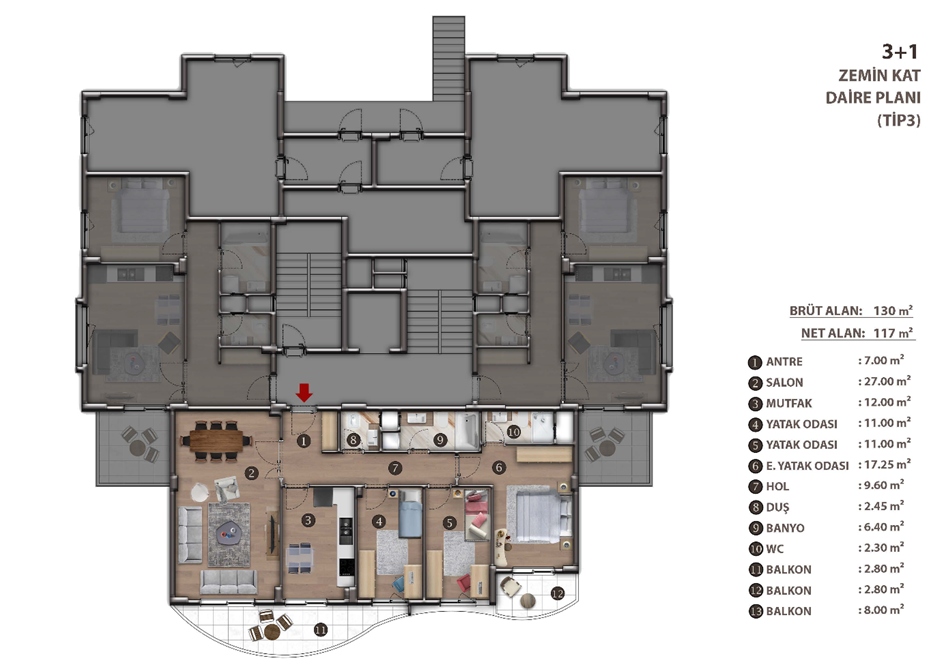 3+1
ZEMİN KAT
DAİRE PLANI
(TİP3)
BRÜT ALAN: 130 m²
NET ALAN: 117 m²
1 ANTRE : 7.00 m²
2 SALON : 27.00 m²
3 MUTFAK : 12.00 m²
4 YATAK ODASI : 11.00 m²
5 YATAK ODASI : 11.00 m²
6 E. YATAK ODASI : 17.25 m²
7 HOL : 9.60 m²
8 DUŞ : 2.45 m²
9 BANYO : 6.40 m²
10 WC : 2.30 m²
11 BALKON : 2.80 m²
12 BALKON : 2.80 m²
13 BALKON : 8.00 m²
1
8
9
10
2
7
6
3
4
5
12
11